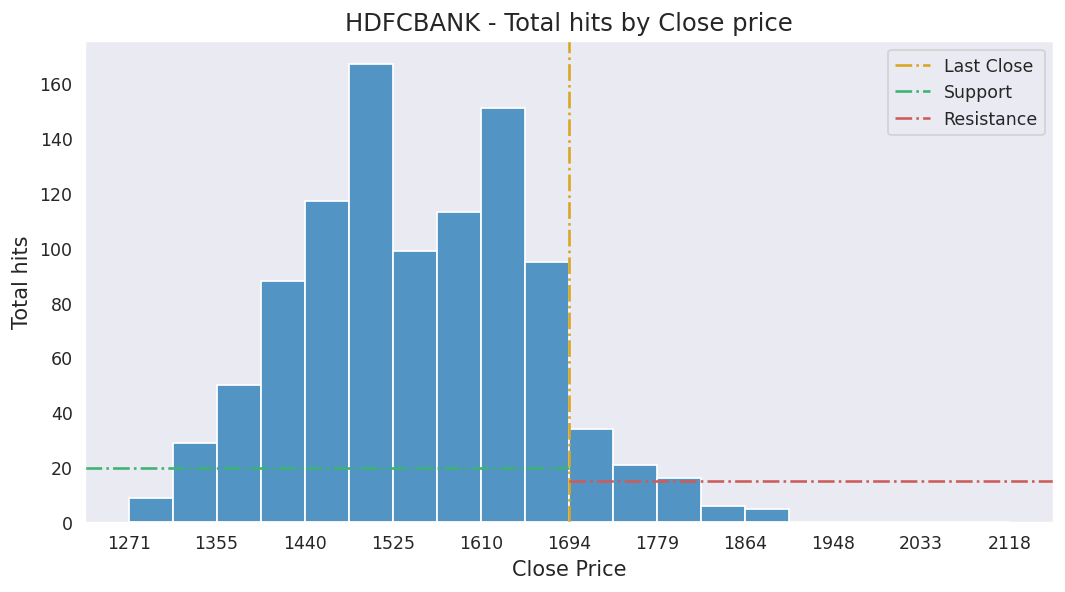 HDFCBANK - Total hits by Close price
Last Close
Support
Resistance
Total hits
160
140
120
100
80
60
40
20
0
1271 1355 1440 1525 1610 1694 1779 1864 1948 2033 2118
Close Price